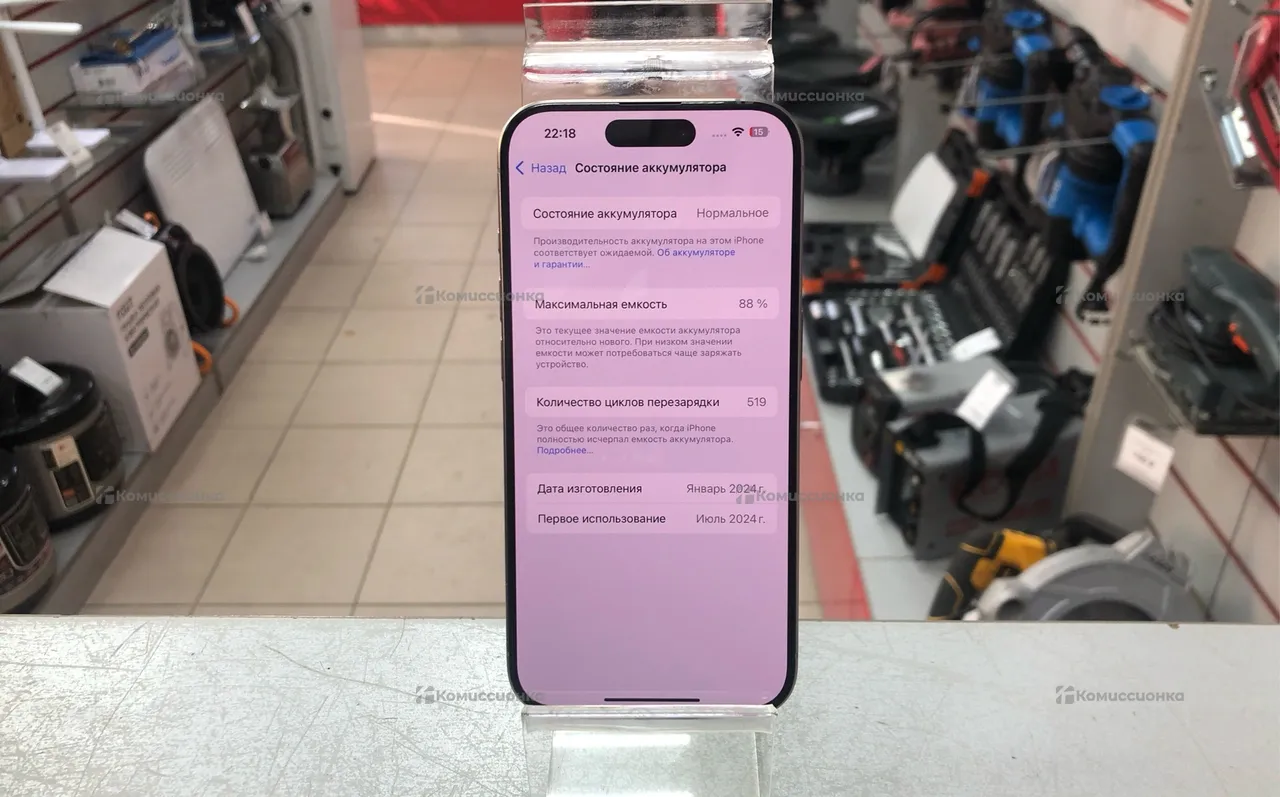 Комиссионка
Комиссионка
22:18
15
Назад
Состояние аккумулятора
Состояние аккумулятора Нормальное
Производительность аккумулятора на этом iPhone
соответствует ожидаемой. Об аккумуляторе
и гарантии...
Комиссионка
Комиссионка
Максимальная емкость 88 %
Это текущее значение емкости аккумулятора
относительно нового. При низком значении
емкости может потребоваться чаще заряжать
устройство.
Количество циклов перезарядки 519
Это общее количество раз, когда iPhone
полностью исчерпал емкость аккумулятора.
Подробнее...
Дата изготовления Январь 2024 г.
Комиссионка
Комиссионка
Первое использование Июль 2024 г.
Комиссионка
Комиссионка